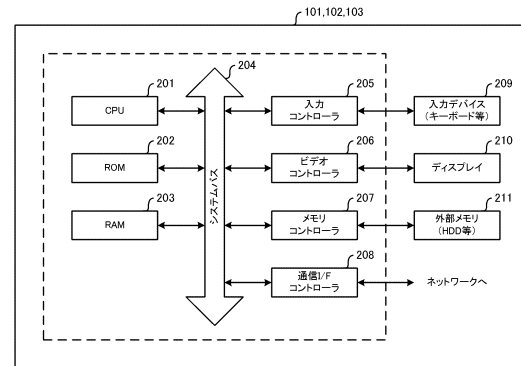 101,102,103
201
CPU
202
ROM
203
RAM
204
システムバス
205
入力
コントローラ
206
ビデオ
コントローラ
207
メモリ
コントローラ
208
通信I/F
コントローラ
209
入力デバイス
(キーボード等)
210
ディスプレイ
211
外部メモリ
(HDD等)
ネットワークへ